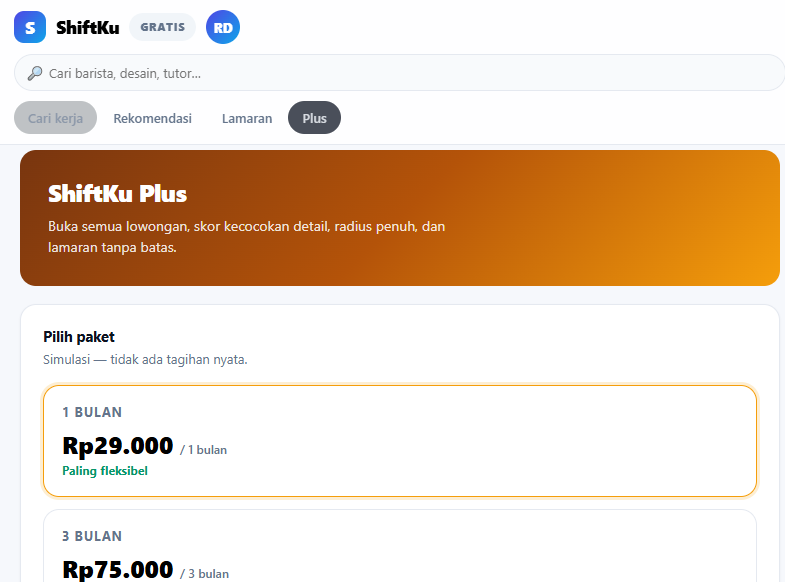 S ShiftKu GRATIS RD
Cari barista, desain, tutor...
Cari kerja Rekomendasi Lamaran Plus
ShiftKu Plus
Buka semua lowongan, skor kecocokan detail, radius penuh, dan
lamaran tanpa batas.
Pilih paket
Simulasi — tidak ada tagihan nyata.
1 BULAN
Rp29.000 / 1 bulan
Paling fleksibel
3 BULAN
Rp75.000 / 3 bulan